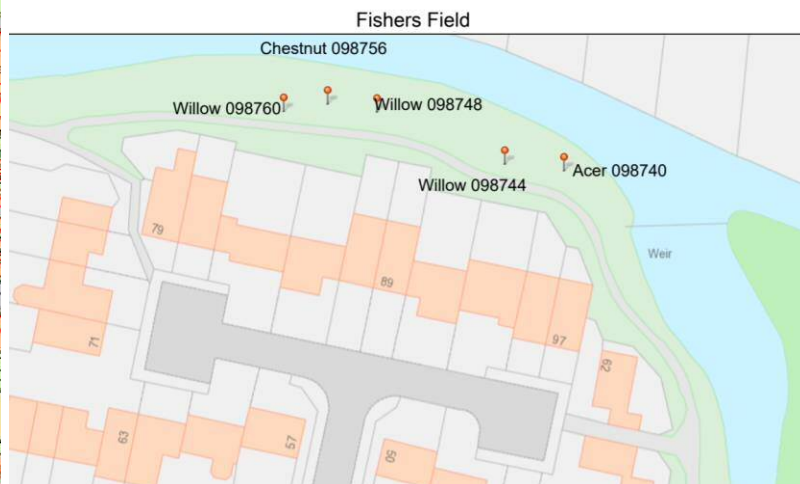 Fishers Field
Chestnut 098756
Willow 098760
Willow 098748
Willow 098744
Acer 098740
Weir
79
89
97
71
62
63
57
50